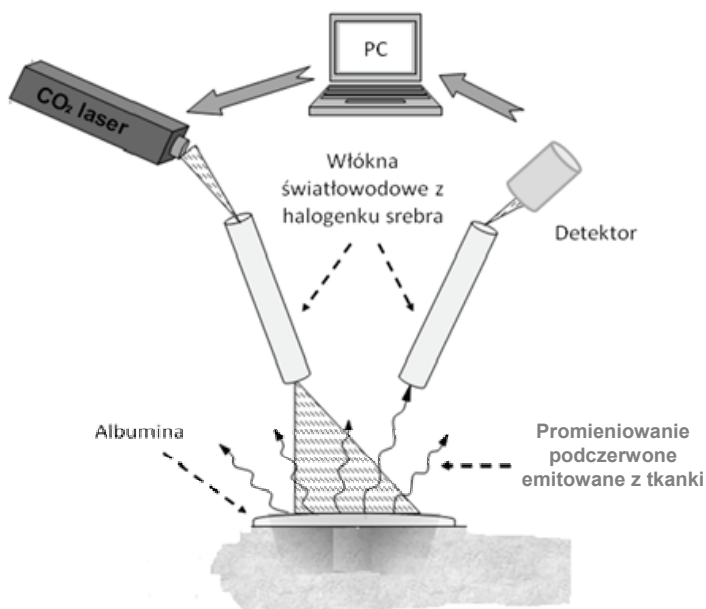 PC
CO₂ laser
Włókna
światłowodowe z
halogenku srebra
Detektor
Albumina
Promieniowanie
podczerwone
emitowane z tkanki